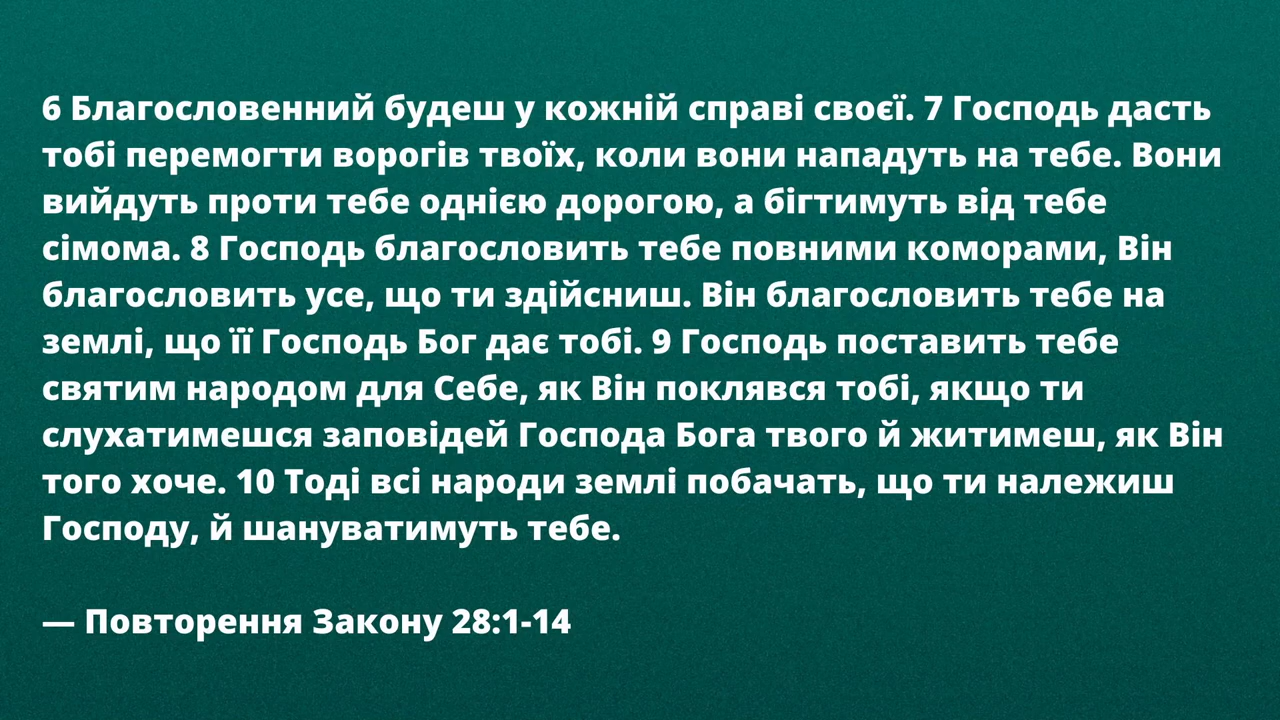 6 Благословенний будеш у кожній справі своєї. 7 Господь дасть
тобі перемогти ворогів твоїх, коли вони нападуть на тебе. Вони
вийдуть проти тебе однією дорогою, а бігтимуть від тебе
сімома. 8 Господь благословить тебе повними коморами, Він
благословить усе, що ти здійсниш. Він благословить тебе на
землі, що її Господь Бог дає тобі. 9 Господь поставить тебе
святим народом для Себе, як Він поклявся тобі, якщо ти
слухатимешся заповідей Господа Бога твого й житимеш, як Він
того хоче. 10 Тоді всі народи землі побачать, що ти належиш
Господу, й шануватимуть тебе.
— Повторення Закону 28:1-14